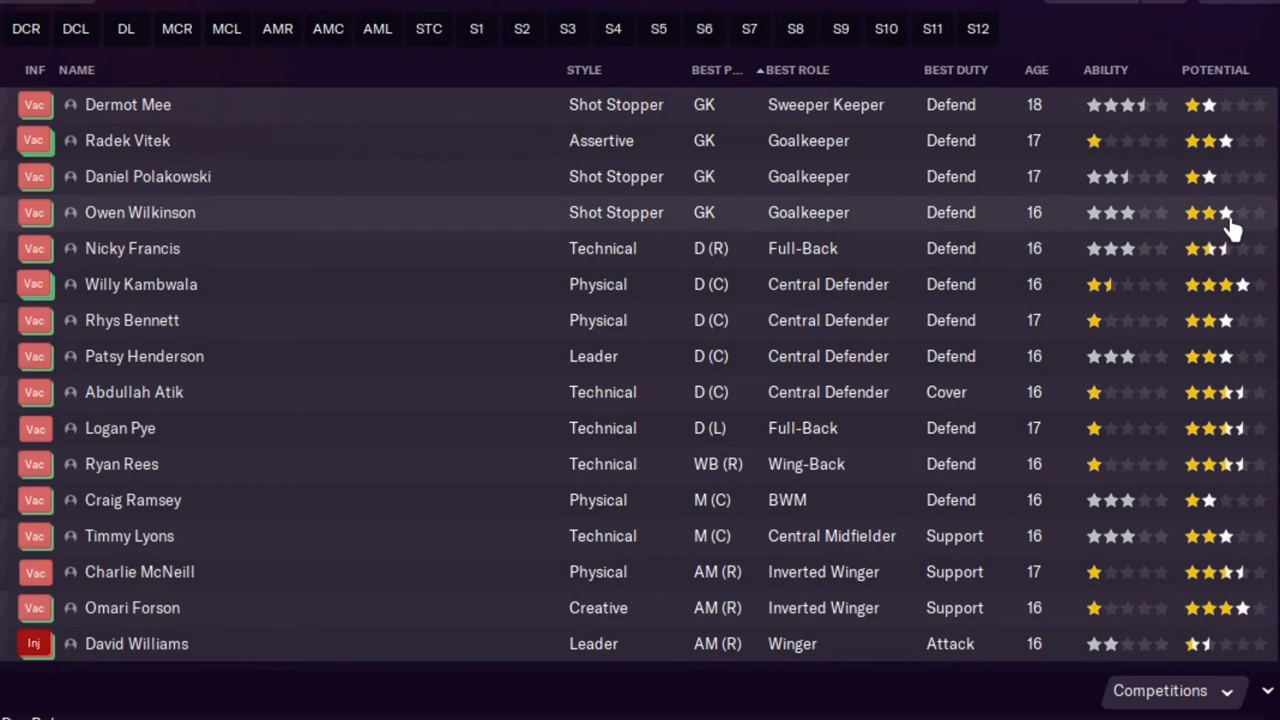 DCR DCL DL MCR MCL AMR AMC AML STC S1 S2 S3 S4 S5 S6 S7 S8 S9 S10 S11 S12
INF NAME STYLE BEST P... BEST ROLE BEST DUTY AGE ABILITY POTENTIAL
Vac Dermot Mee Shot Stopper GK Sweeper Keeper Defend 18
Vac Radek Vitek Assertive GK Goalkeeper Defend 17
Vac Daniel Polakowski Shot Stopper GK Goalkeeper Defend 17
Vac Owen Wilkinson Shot Stopper GK Goalkeeper Defend 16
Vac Nicky Francis Technical D (R) Full-Back Defend 16
Vac Willy Kambwala Physical D (C) Central Defender Defend 16
Vac Rhys Bennett Physical D (C) Central Defender Defend 17
Vac Patsy Henderson Leader D (C) Central Defender Defend 16
Vac Abdullah Atik Technical D (C) Central Defender Cover 16
Vac Logan Pye Technical D (L) Full-Back Defend 17
Vac Ryan Rees Technical WB (R) Wing-Back Defend 16
Vac Craig Ramsey Physical M (C) BWM Defend 16
Vac Timmy Lyons Technical M (C) Central Midfielder Support 16
Vac Charlie McNeill Physical AM (R) Inverted Winger Support 17
Vac Omari Forson Creative AM (R) Inverted Winger Support 16
Inj David Williams Leader AM (R) Winger Attack 16
Competitions